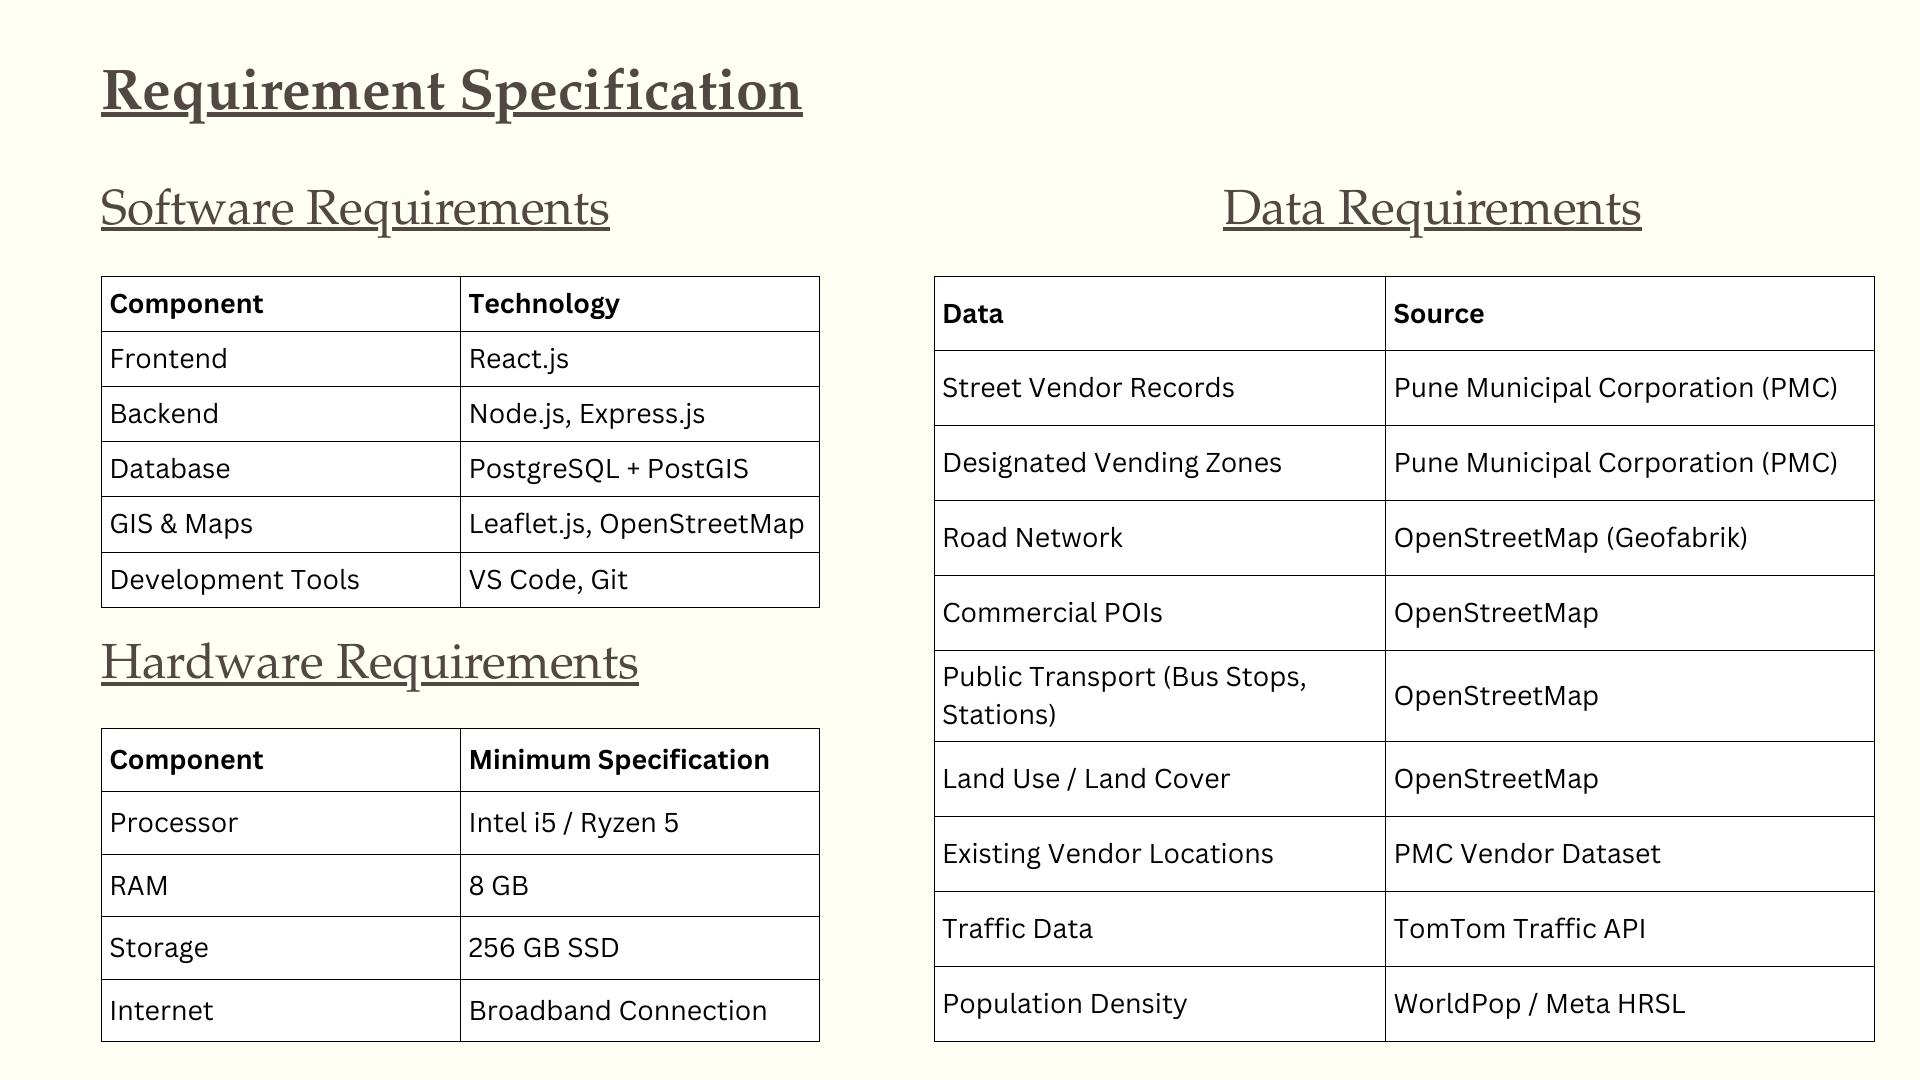 Requirement Specification
Software Requirements
Component Technology
Frontend React.js
Backend Node.js, Express.js
Database PostgreSQL + PostGIS
GIS & Maps Leaflet.js, OpenStreetMap
Development Tools VS Code, Git
Hardware Requirements
Component Minimum Specification
Processor Intel i5 / Ryzen 5
RAM 8 GB
Storage 256 GB SSD
Internet Broadband Connection
Data Requirements
Data Source
Street Vendor Records Pune Municipal Corporation (PMC)
Designated Vending Zones Pune Municipal Corporation (PMC)
Road Network OpenStreetMap (Geofabrik)
Commercial POIs OpenStreetMap
Public Transport (Bus Stops,
Stations) OpenStreetMap
Land Use / Land Cover OpenStreetMap
Existing Vendor Locations PMC Vendor Dataset
Traffic Data TomTom Traffic API
Population Density WorldPop / Meta HRSL